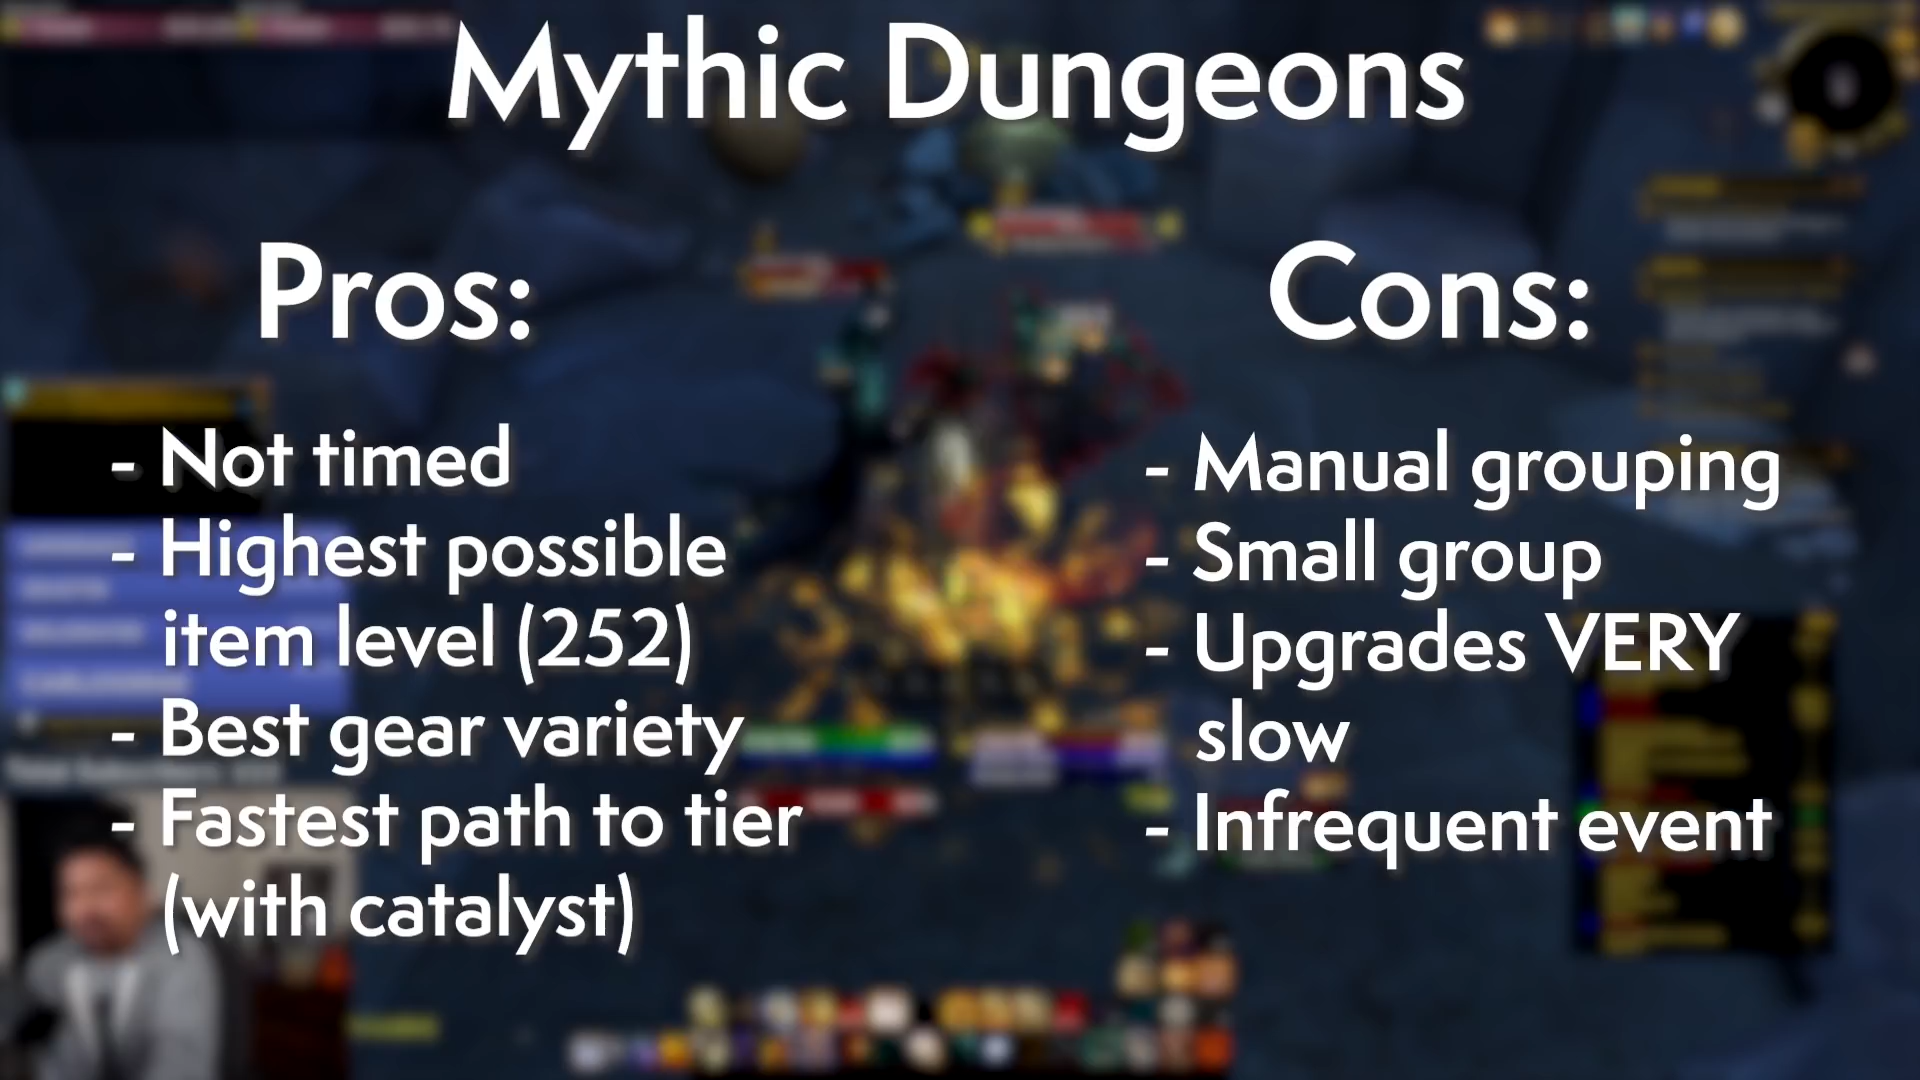 Mythic Dungeons
Pros:
- Not timed
- Highest possible
item level (252)
- Best gear variety
- Fastest path to tier
(with catalyst)
Cons:
- Manual grouping
- Small group
- Upgrades VERY
slow
- Infrequent event